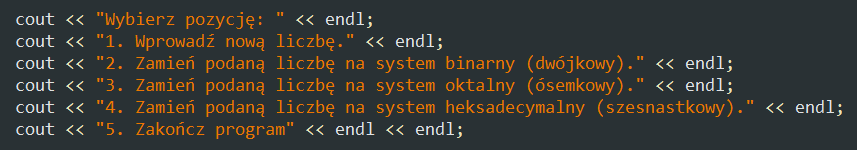 cout << "Wybierz pozycję: " << endl;
cout << "1. Wprowadź nową liczbę." << endl;
cout << "2. Zamień podaną liczbę na system binarny (dwójkowy)." << endl;
cout << "3. Zamień podaną liczbę na system oktalny (ósemkowy)." << endl;
cout << "4. Zamień podaną liczbę na system heksadecymalny (szesnastkowy)." << endl;
cout << "5. Zakończ program" << endl << endl;